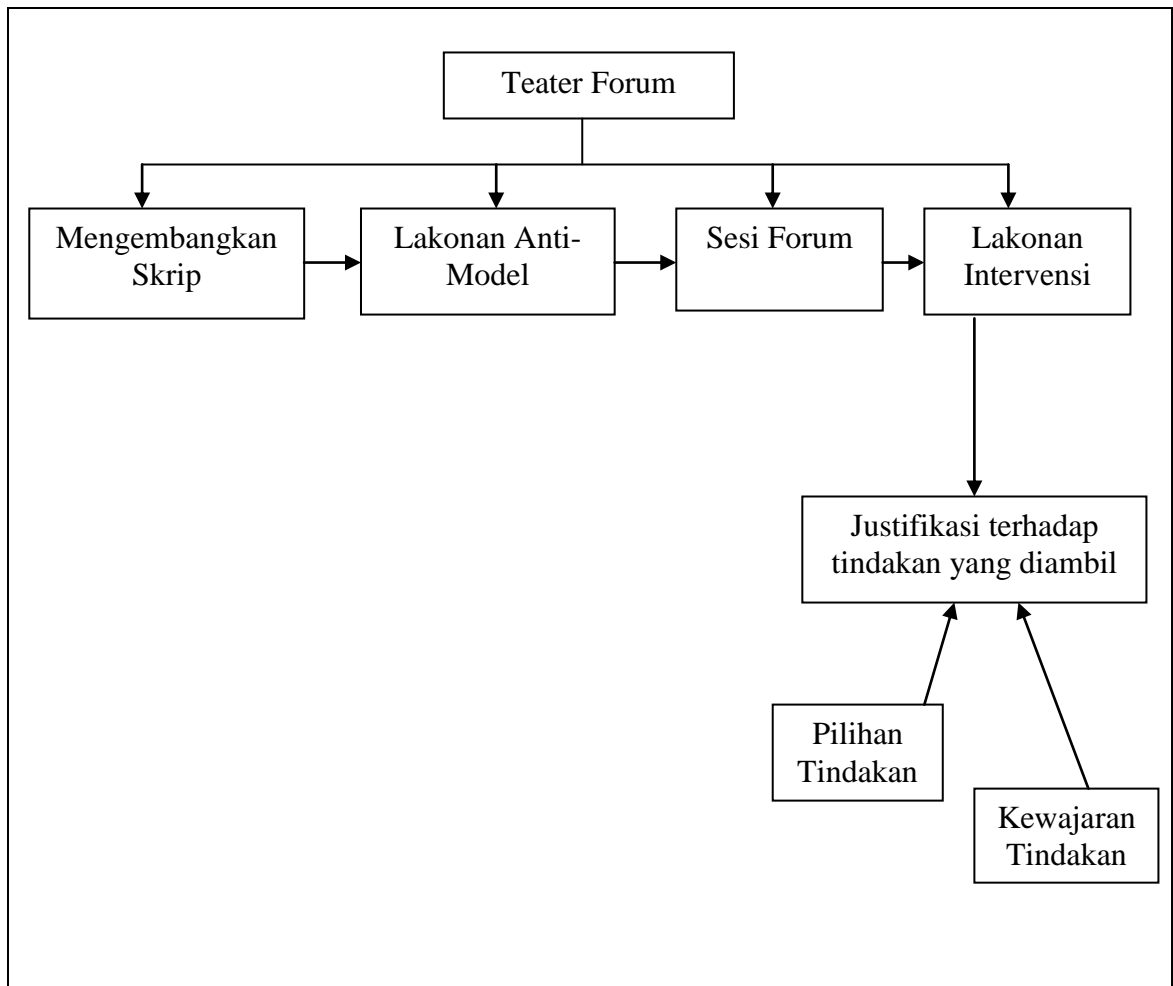 Teater Forum
Mengembangkan
Skrip
Lakonan Anti-
Model
Sesi Forum
Lakonan
Intervensi
Justifikasi terhadap
tindakan yang diambil
Pilihan
Tindakan
Kewajaran
Tindakan